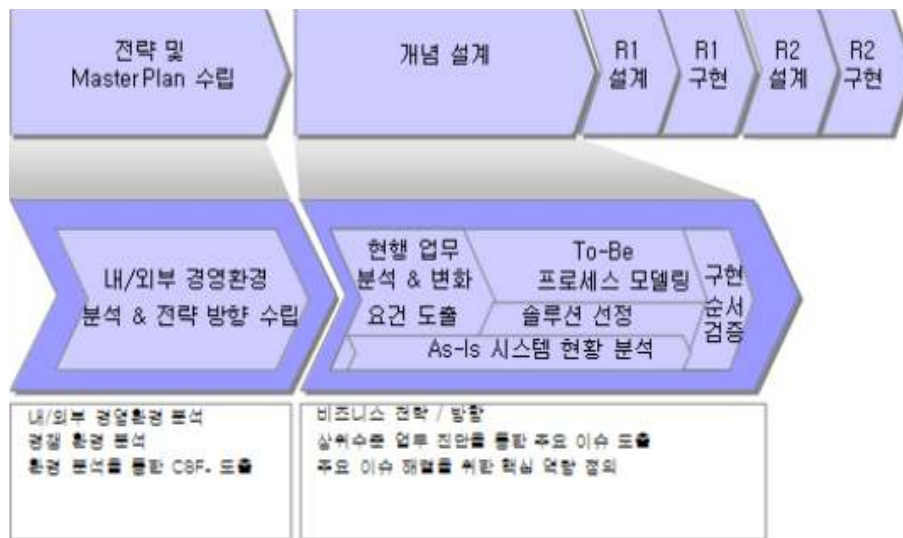 전략 및
MasterPlan 수립
개념 설계
R1
설계
R1
구현
R2
설계
R2
구현
내/외부 경영환경
분석 & 전략 방향 수립
현행 업무
분석 & 변화
요건 도출
To-Be
프로세스 모델링
솔루션 선정
As-Is 시스템 현황 분석
구현
순서
검증
내/외부 경영환경 분석
경쟁 환경 분석
환경 분석을 통한 CSF. 도출
비즈니스 전략 / 방향
상위수준 업무 진단을 통한 주요 이슈 도출
주요 이슈 해결을 위한 핵심 역량 정의